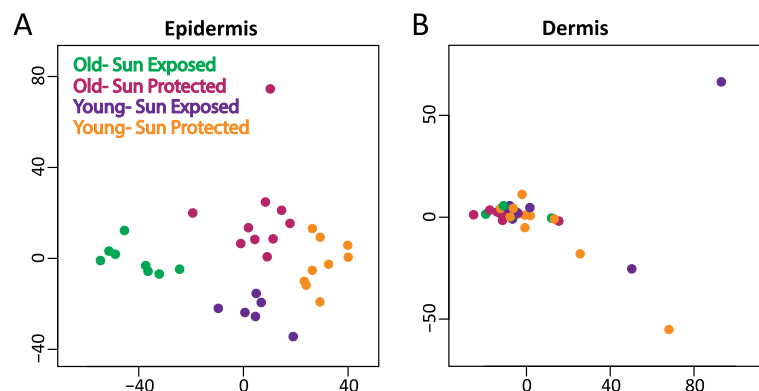 A
Epidermis
Old- Sun Exposed
Old- Sun Protected
Young- Sun Exposed
Young- Sun Protected
80
40
0
−40
−40
0
40
B
Dermis
50
0
−50
0
40
80